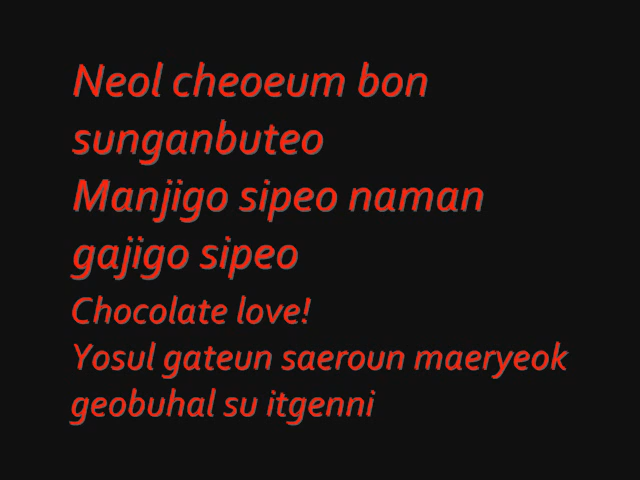 Neol cheoeum bon
sunganbuteo
Manjigo sipeo naman
gajigo sipeo
Chocolate love!
Yosul gateun saeroun maeryeok
geobuhal su itgenni